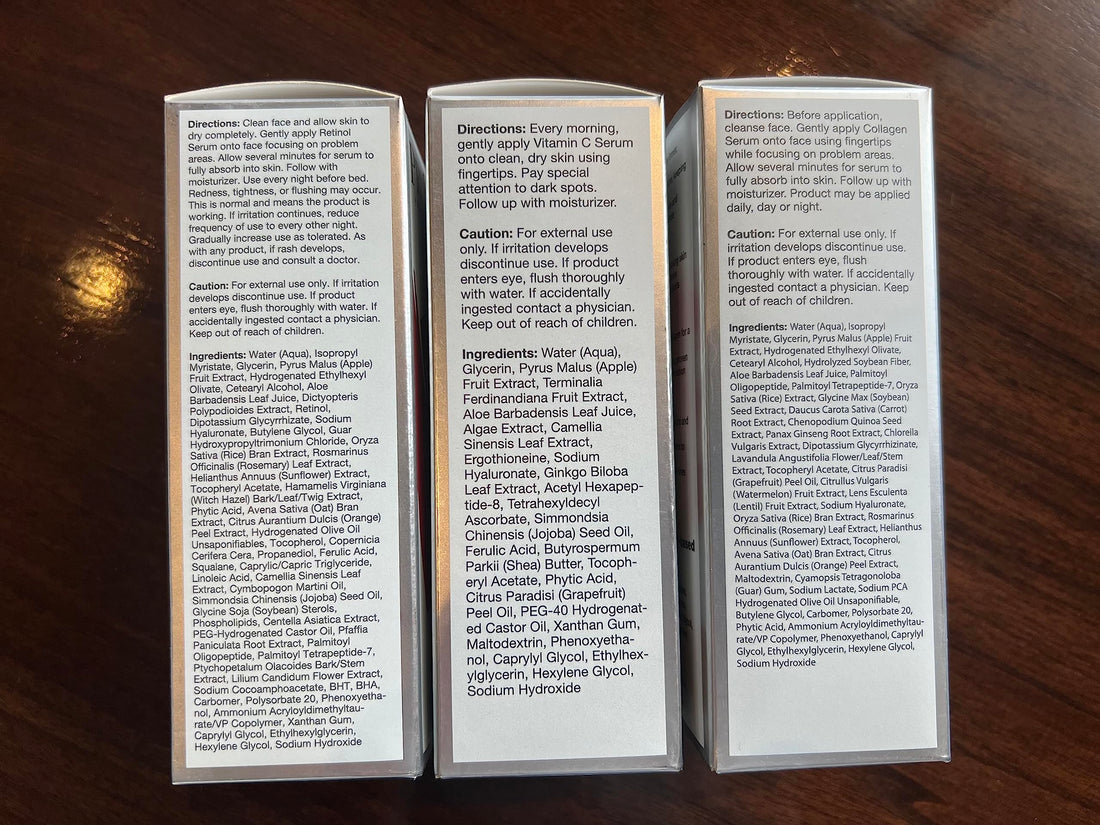 Directions: Clean face and allow skin to
dry completely. Gently apply Retinol
Serum onto face focusing on problem
areas. Allow several minutes for serum to
fully absorb into skin. Follow with
moisturizer. Use every night before bed.
Redness, tightness, or flushing may occur.
This is normal and means the product is
working. If irritation continues, reduce
frequency of use to every other night.
Gradually increase use as tolerated. As
with any product, if rash develops,
discontinue use and consult a doctor.
Caution: For external use only. If irritation
develops discontinue use. If product
enters eye, flush thoroughly with water. If
accidentally ingested contact a physician.
Keep out of reach of children.
Ingredients: Water (Aqua), Isopropyl
Myristate, Glycerin, Pyrus Malus (Apple)
Fruit Extract, Hydrogenated Ethylhexyl
Olivate, Cetearyl Alcohol, Aloe
Barbadensis Leaf Juice, Dictyopteris
Polypodioides Extract, Retinol,
Dipotassium Glycyrrhizate, Sodium
Hyaluronate, Butylene Glycol, Guar
Hydroxypropyltrimonium Chloride, Oryza
Sativa (Rice) Bran Extract, Rosmarinus
Officinalis (Rosemary) Leaf Extract,
Helianthus Annuus (Sunflower) Extract,
Tocopheryl Acetate, Hamamelis Virginiana
(Witch Hazel) Bark/Leaf/Twig Extract,
Phytic Acid, Avena Sativa (Oat) Bran
Extract, Citrus Aurantium Dulcis (Orange)
Peel Extract, Hydrogenated Olive Oil
Unsaponifiables, Tocopherol, Copernicia
Cerifera Cera, Propanediol, Ferulic Acid,
Squalane, Caprylic/Capric Triglyceride,
Linoleic Acid, Camellia Sinensis Leaf
Extract, Cymbopogon Martini Oil,
Simmondsia Chinensis (Jojoba) Seed Oil,
Glycine Soja (Soybean) Sterols,
Phospholipids, Centella Asiatica Extract,
PEG-Hydrogenated Castor Oil, Pfaffia
Paniculata Root Extract, Palmitoyl
Oligopeptide, Palmitoyl Tetrapeptide-7,
Ptychopetalum Olacoides Bark/Stem
Extract, Lilium Candidum Flower Extract,
Sodium Cocoamphoacetate, BHT, BHA,
Carbomer, Polysorbate 20, Phenoxyetha-
nol, Ammonium Acryloyldimethyltau-
rate/VP Copolymer, Xanthan Gum,
Caprylyl Glycol, Ethylhexylglycerin,
Hexylene Glycol, Sodium Hydroxide
Directions: Every morning,
gently apply Vitamin C Serum
onto clean, dry skin using
fingertips. Pay special
attention to dark spots.
Follow up with moisturizer.
Caution: For external use
only. If irritation develops
discontinue use. If product
enters eye, flush thoroughly
with water. If accidentally
ingested contact a physician.
Keep out of reach of children.
Ingredients: Water (Aqua),
Glycerin, Pyrus Malus (Apple)
Fruit Extract, Terminalia
Ferdinandiana Fruit Extract,
Aloe Barbadensis Leaf Juice,
Algae Extract, Camellia
Sinensis Leaf Extract,
Ergothioneine, Sodium
Hyaluronate, Ginkgo Biloba
Leaf Extract, Acetyl Hexapep-
tide-8, Tetrahexyldecyl
Ascorbate, Simmondsia
Chinensis (Jojoba) Seed Oil,
Ferulic Acid, Butyrospermum
Parkii (Shea) Butter, Tocoph-
eryl Acetate, Phytic Acid,
Citrus Paradisi (Grapefruit)
Peel Oil, PEG-40 Hydrogenat-
ed Castor Oil, Xanthan Gum,
Maltodextrin, Phenoxyetha-
nol, Caprylyl Glycol, Ethylhex-
ylglycerin, Hexylene Glycol,
Sodium Hydroxide
Directions: Before application,
cleanse face. Gently apply Collagen
Serum onto face using fingertips
while focusing on problem areas.
Allow several minutes for serum to
fully absorb into skin. Follow up with
moisturizer. Product may be applied
daily, day or night.
Caution: For external use only. If
irritation develops discontinue use.
If product enters eye, flush
thoroughly with water. If accidentally
ingested contact a physician. Keep
out of reach of children.
Ingredients: Water (Aqua), Isopropyl
Myristate, Glycerin, Pyrus Malus (Apple) Fruit
Extract, Hydrogenated Ethylhexyl Olivate,
Cetearyl Alcohol, Hydrolyzed Soybean Fiber,
Aloe Barbadensis Leaf Juice, Palmitoyl
Oligopeptide, Palmitoyl Tetrapeptide-7, Oryza
Sativa (Rice) Extract, Glycine Max (Soybean)
Seed Extract, Daucus Carota Sativa (Carrot)
Root Extract, Chenopodium Quinoa Seed
Extract, Panax Ginseng Root Extract, Chlorella
Vulgaris Extract, Dipotassium Glycyrrhizinate,
Lavandula Angustifolia Flower/Leaf/Stem
Extract, Tocopheryl Acetate, Citrus Paradisi
(Grapefruit) Peel Oil, Citrullus Vulgaris
(Watermelon) Fruit Extract, Lens Esculenta
(Lentil) Fruit Extract, Sodium Hyaluronate,
Oryza Sativa (Rice) Bran Extract, Rosmarinus
Officinalis (Rosemary) Leaf Extract, Helianthus
Annuus (Sunflower) Extract, Tocopherol,
Avena Sativa (Oat) Bran Extract, Citrus
Aurantium Dulcis (Orange) Peel Extract,
Maltodextrin, Cyamopsis Tetragonoloba
(Guar) Gum, Sodium Lactate, Sodium PCA
Hydrogenated Olive Oil Unsaponifiable,
Butylene Glycol, Carbomer, Polysorbate 20,
Phytic Acid, Ammonium Acryloyldimethyltau-
rate/VP Copolymer, Phenoxyethanol, Caprylyl
Glycol, Ethylhexylglycerin, Hexylene Glycol,
Sodium Hydroxide